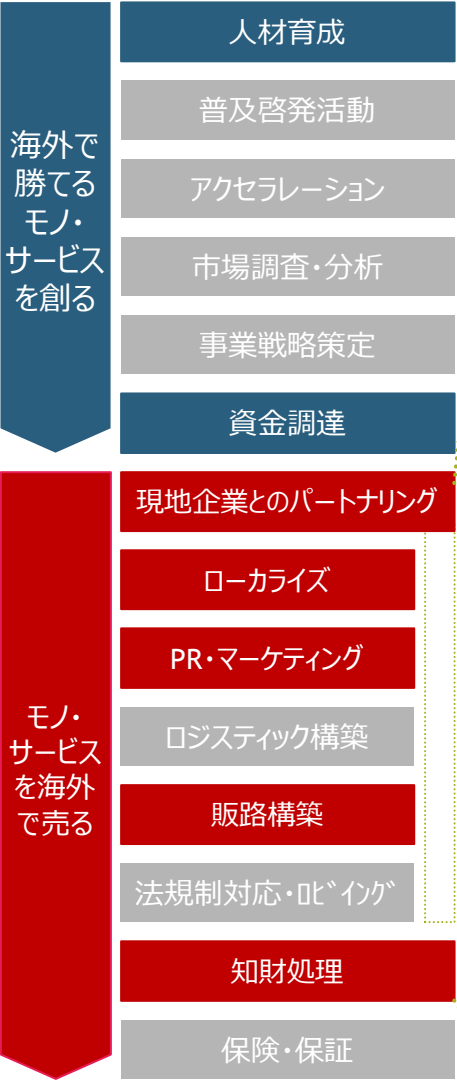 海外で
勝てる
モノ・
サービス
を創る
人材育成
普及啓発活動
アクセラレーション
市場調査・分析
事業戦略策定
資金調達
モノ・
サービス
を海外
で売る
現地企業とのパートナリング
ローカライズ
PR・マーケティング
ロジスティック構築
販路構築
法規制対応・ﾛﾋﾞｲﾝｸﾞ
知財処理
保険・保証